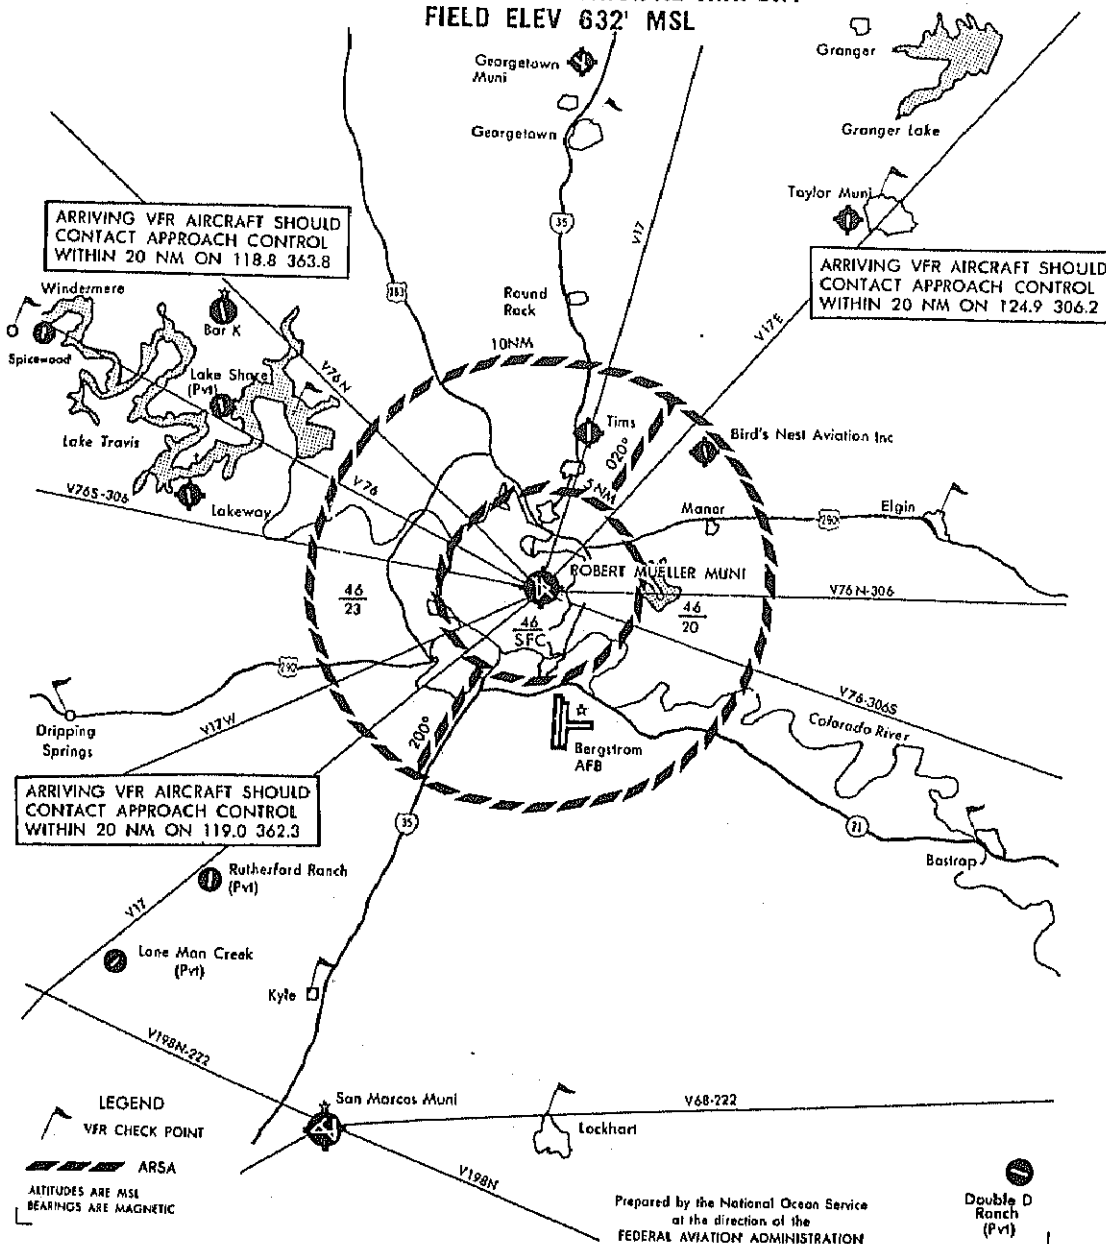 FIELD ELEV 632' MSL
Georgetown
Muni
Granger
Georgetown
Granger Lake
Taylor Muni
35
V17
ARRIVING VFR AIRCRAFT SHOULD
CONTACT APPROACH CONTROL
WITHIN 20 NM ON 118.8 363.8
ARRIVING VFR AIRCRAFT SHOULD
CONTACT APPROACH CONTROL
WITHIN 20 NM ON 124.9 306.2
Windermere
Bar K
183
Round
Rock
Spicewood
V17E
10NM
V76N
Lake Shore
(Pvt)
Lake Travis
Tims
Bird's Nest Aviation Inc
020°
V76
5NM
V76S-306
Lakeway
Manor
290
Elgin
ROBERT MUELLER MUNI
46
23
46
SFC
46
20
V76N-306
290
V76-306S
Dripping
Springs
V17W
200°
Bergstrom
AFB
Colorado River
ARRIVING VFR AIRCRAFT SHOULD
CONTACT APPROACH CONTROL
WITHIN 20 NM ON 119.0 362.3
35
21
Bastrop
Rutherford Ranch
(Pvt)
V17
Lone Man Creek
(Pvt)
Kyle
V198N-222
San Marcos Muni
V68-222
Lockhart
V198N
LEGEND
VFR CHECK POINT
ARSA
ALTITUDES ARE MSL
BEARINGS ARE MAGNETIC
Prepared by the National Ocean Service
at the direction of the
FEDERAL AVIATION ADMINISTRATION
Double D
Ranch
(Pvt)